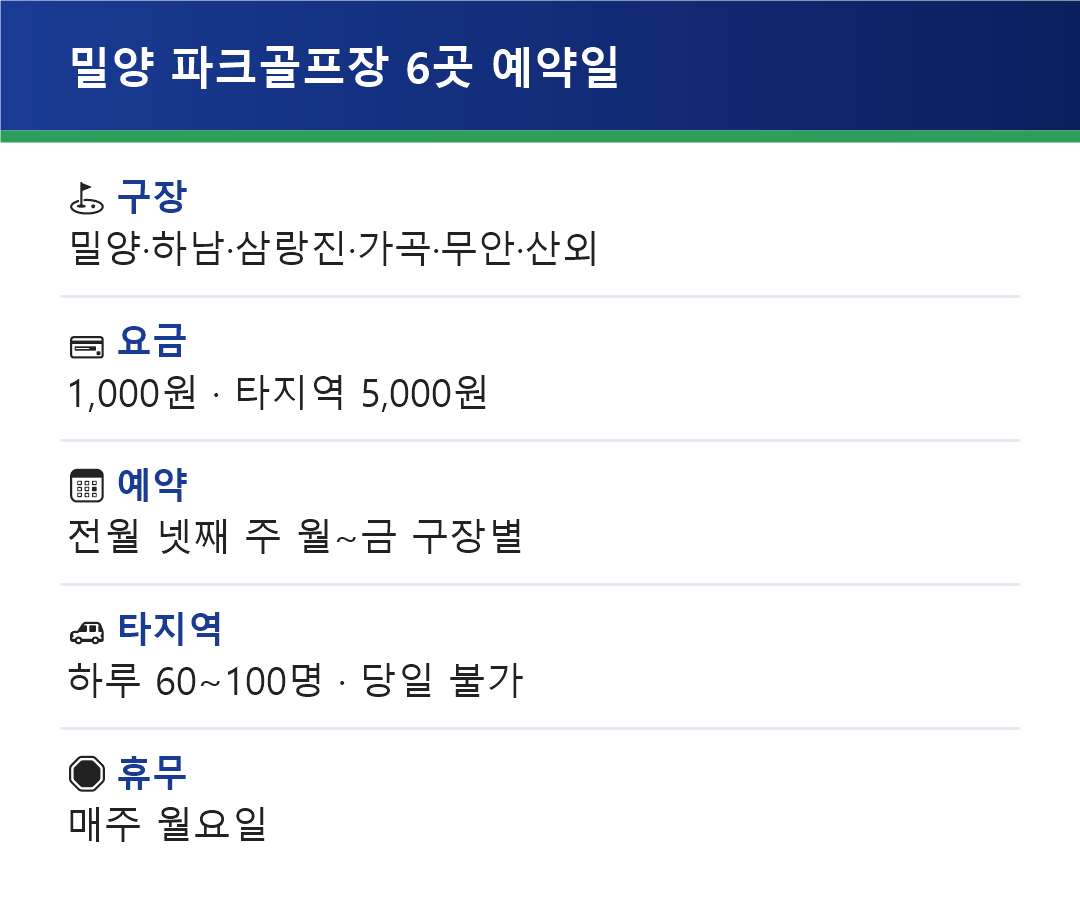 밀양 파크골프장 6곳 예약일
구장
밀양·하남·삼랑진·가곡·무안·산외
요금
1,000원 · 타지역 5,000원
예약
전월 넷째 주 월~금 구장별
타지역
하루 60~100명 · 당일 불가
휴무
매주 월요일